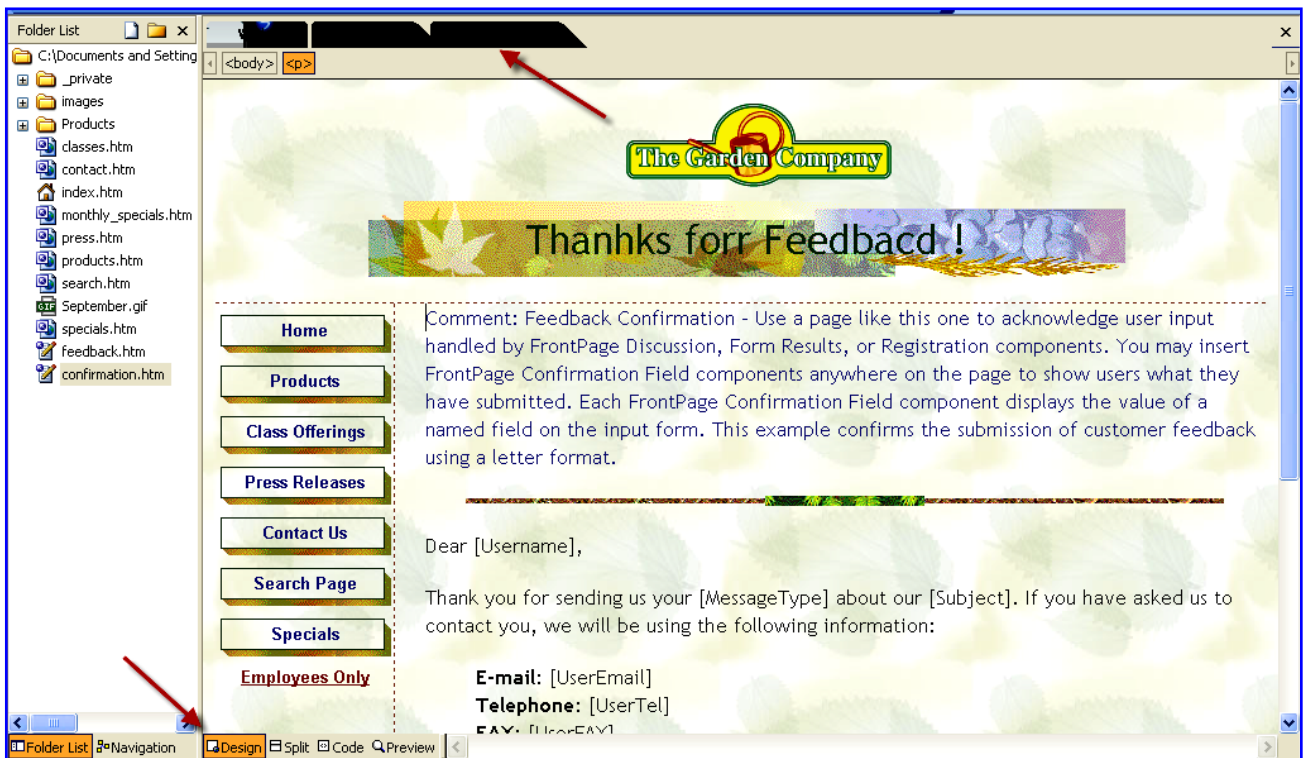 Folder List
C:\Documents and Setting
_private
images
Products
classes.htm
contact.htm
index.htm
monthly_specials.htm
press.htm
products.htm
search.htm
GIF September.gif
specials.htm
feedback.htm
confirmation.htm
Folder List Navigation
<body> <p>
The Garden Company
Thanhks forr Feedbacd !
Home
Products
Class Offerings
Press Releases
Contact Us
Search Page
Specials
Employees Only
Comment: Feedback Confirmation - Use a page like this one to acknowledge user input
handled by FrontPage Discussion, Form Results, or Registration components. You may insert
FrontPage Confirmation Field components anywhere on the page to show users what they
have submitted. Each FrontPage Confirmation Field component displays the value of a
named field on the input form. This example confirms the submission of customer feedback
using a letter format.
Dear [Username],
Thank you for sending us your [MessageType] about our [Subject]. If you have asked us to
contact you, we will be using the following information:
E-mail: [UserEmail]
Telephone: [UserTel]
FAX: [UserFAX]
Design Split Code Preview